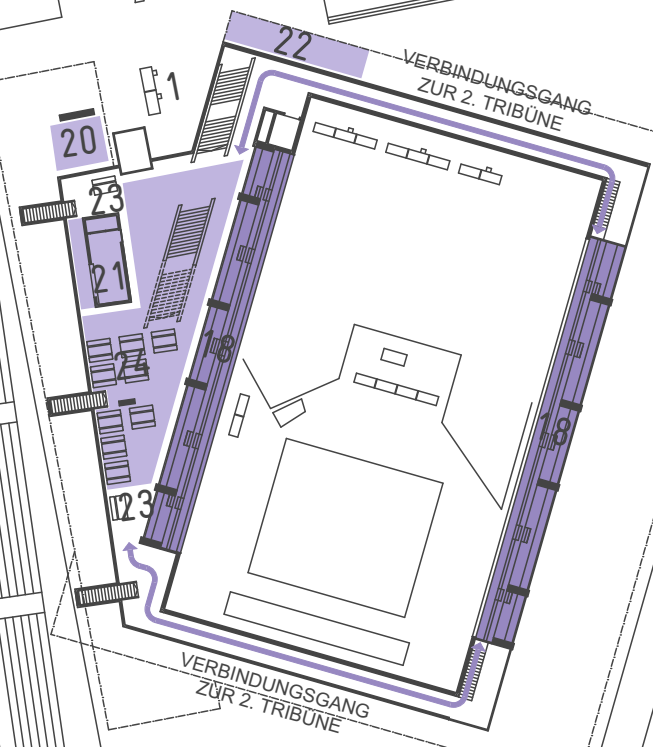 22
VERBINDUNGSGANG
ZUR 2. TRIBÜNE
1
20
23
21
18
24
18
23
VERBINDUNGSGANG
ZUR 2. TRIBÜNE